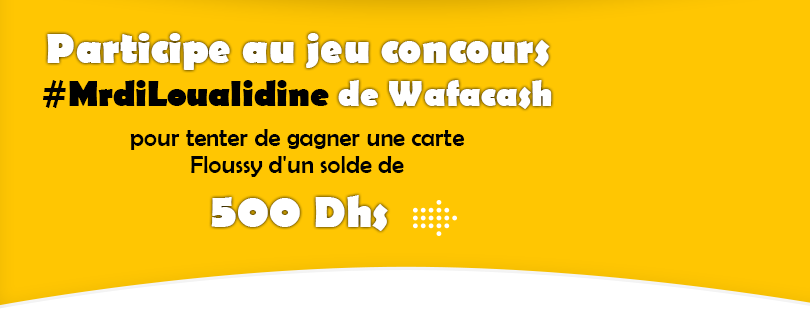 Participe au jeu concours
#MrdiLoualidine de Wafacash
pour tenter de gagner une carte
Floussy d'un solde de
500 Dhs